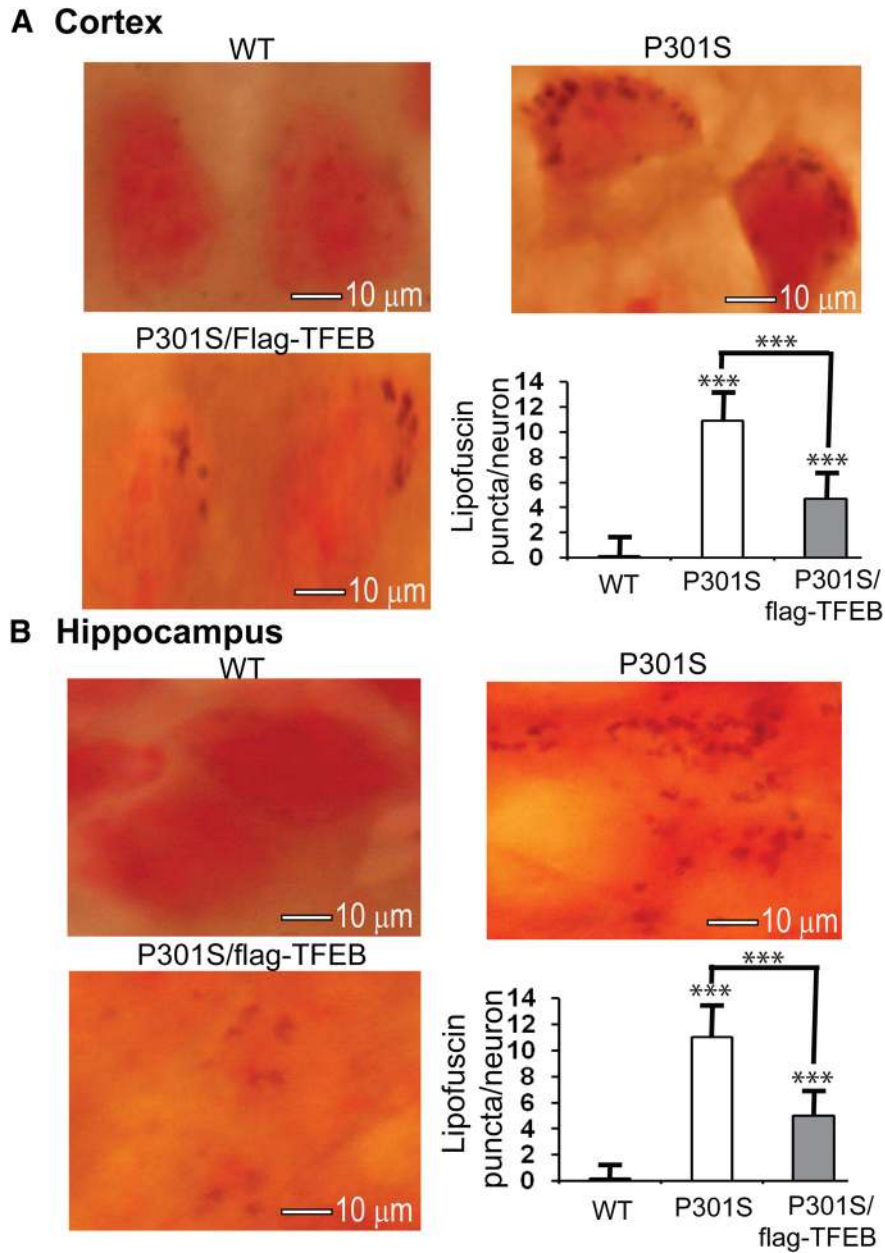 A Cortex
WT
P301S
10 μm
10 μm
P301S/Flag-TFEB
10 μm
Lipofuscin
puncta/neuron
14
12
10
8
6
4
2
0
***
***
***
WT
P301S
P301S/
flag-TFEB
B Hippocampus
WT
P301S
10 μm
10 μm
P301S/flag-TFEB
10 μm
Lipofuscin
puncta/neuron
14
12
10
8
6
4
2
0
***
***
***
WT
P301S
P301S/
flag-TFEB